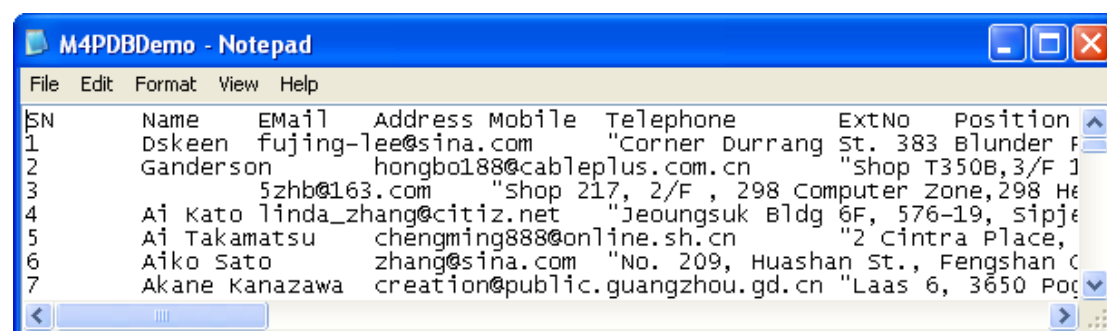 M4PDBDemo - Notepad
File Edit Format View Help
SN Name EMail Address Mobile Telephone ExtNo Position
1 Dskeen fujing-lee@sina.com "Corner Durrang St. 383 Blunder
2 Ganderson hongbo188@cableplus.com.cn "Shop T350B,3/F
3 5zhb@163.com "Shop 217, 2/F , 298 Computer Zone,298
4 Ai Kato linda_zhang@citiz.net "Jeoungsuk Bldg 6F, 576-19,
5 Ai Takamatsu chengming888@online.sh.cn "2 Cintra Place,
6 Aiko Sato zhang@sina.com "No. 209, Huashan St., Fengshan
7 Akane Kanazawa creation@public.guangzhou.gd.cn "Laas 6, 3650